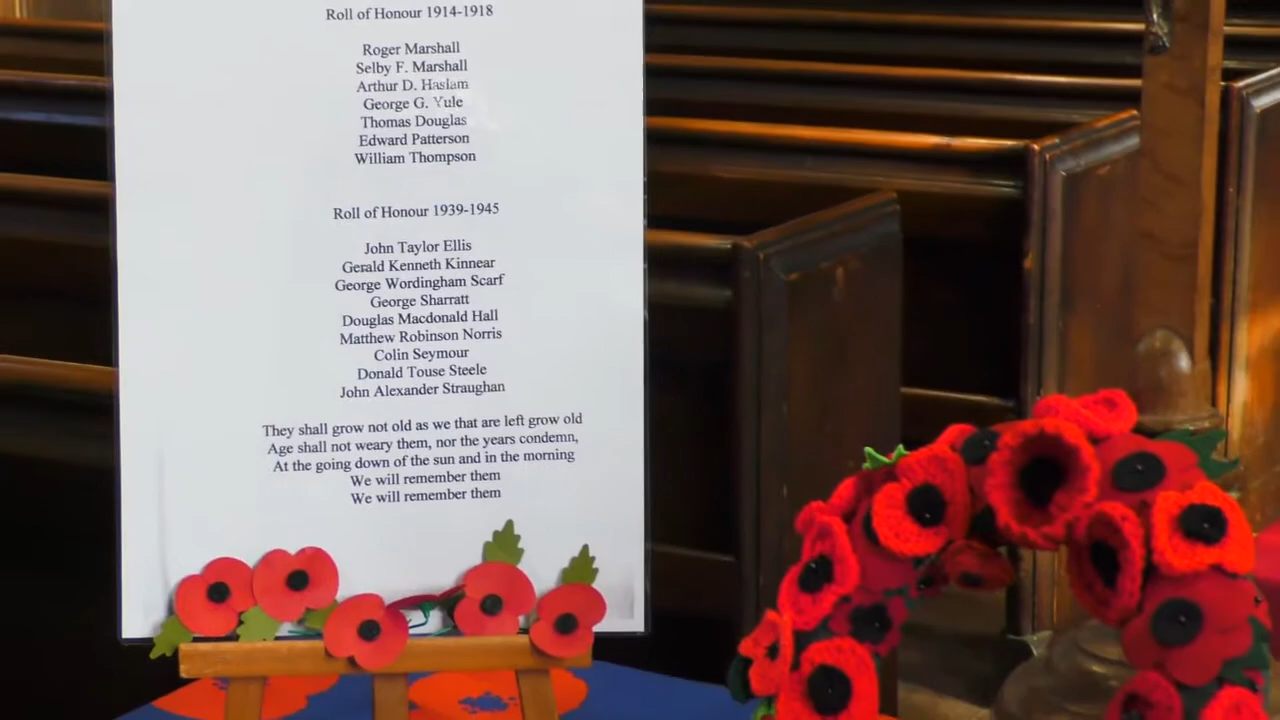 Roll of Honour 1914-1918
Roger Marshall
Selby F. Marshall
Arthur D. Haslam
George G. Yule
Thomas Douglas
Edward Patterson
William Thompson
Roll of Honour 1939-1945
John Taylor Ellis
Gerald Kenneth Kinnear
George Wordingham Scarf
George Sharratt
Douglas Macdonald Hall
Matthew Robinson Norris
Colin Seymour
Donald Touse Steele
John Alexander Straughan
They shall grow not old as we that are left grow old
Age shall not weary them, nor the years condemn,
At the going down of the sun and in the morning
We will remember them
We will remember them